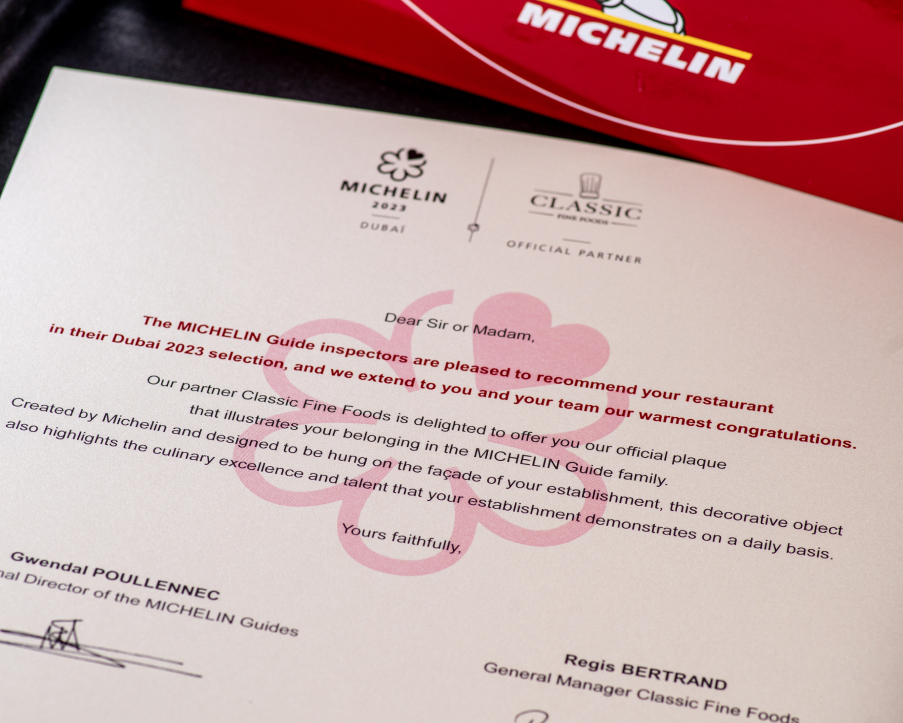 MICHELIN
MICHELIN
2023
DUBAI
CLASSIC
FINE FOODS
OFFICIAL PARTNER
Dear Sir or Madam,
The MICHELIN Guide inspectors are pleased to recommend your restaurant
in their Dubai 2023 selection, and we extend to you and your team our warmest congratulations.
Our partner Classic Fine Foods is delighted to offer you our official plaque
that illustrates your belonging in the MICHELIN Guide family.
Created by Michelin and designed to be hung on the façade of your establishment, this decorative object
also highlights the culinary excellence and talent that your establishment demonstrates on a daily basis.
Yours faithfully,
Gwendal POULLENNEC
Director of the MICHELIN Guides
Regis BERTRAND
General Manager Classic Fine Foods